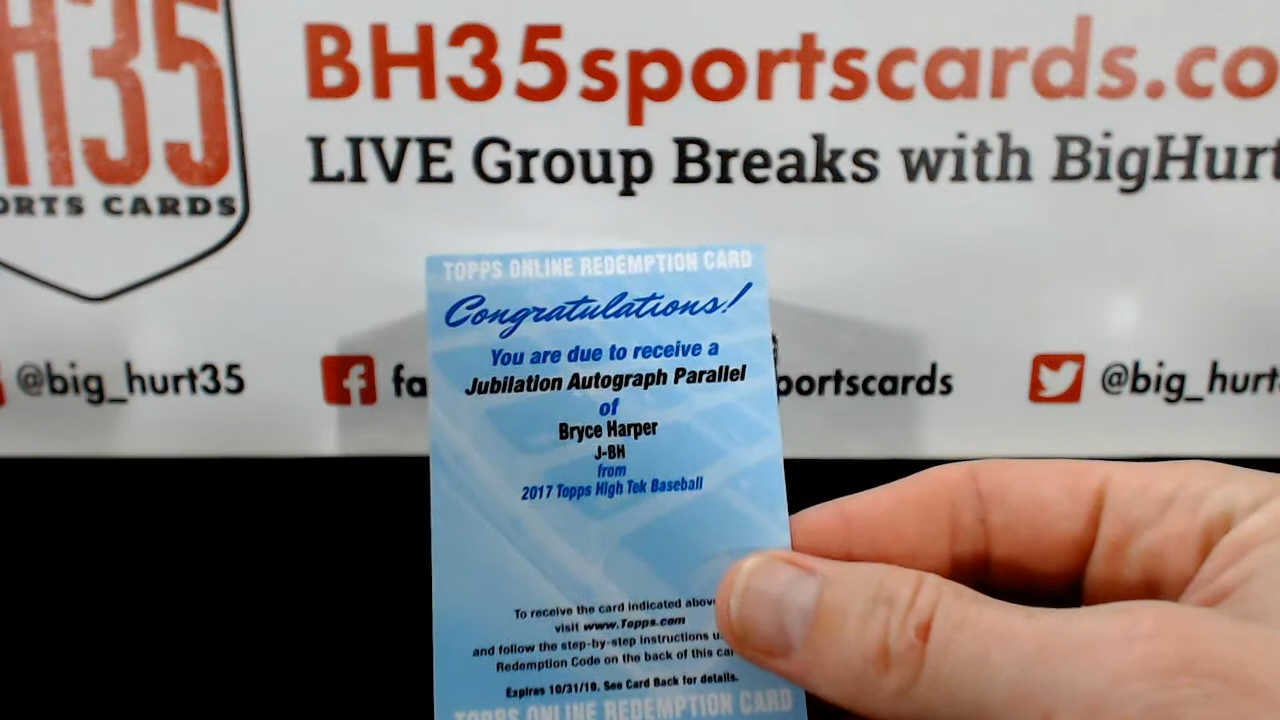 H35
ORTS CARDS
BH35sportscards.co
LIVE Group Breaks with BigHurt
@big_hurt35
f fa
portscards
@big_hurt
TOPPS ONLINE REDEMPTION CARD
Congratulations!
You are due to receive a
Jubilation Autograph Parallel
of
Bryce Harper
J-BH
from
2017 Topps High Tek Baseball
To receive the card indicated above
visit www.Topps.com
and follow the step-by-step instructions u
Redemption Code on the back of this car
Expires 10/31/19. See Card Back for details.
TOPPS ONLINE REDEMPTION CARD